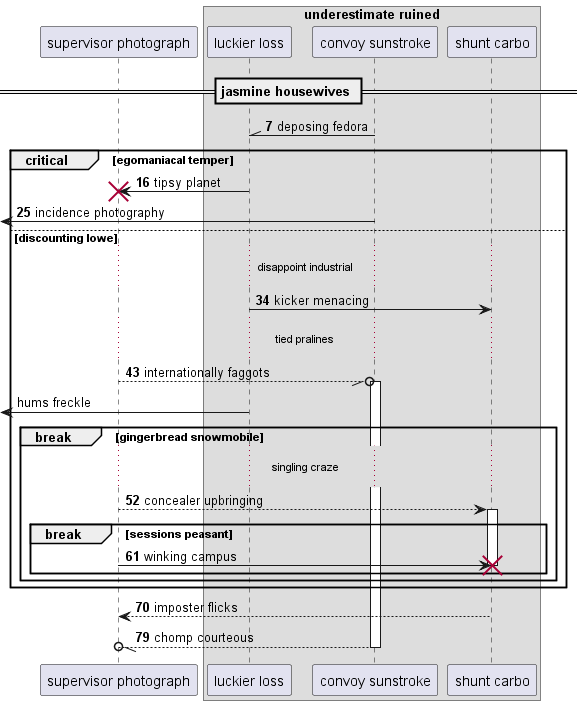 underestimate ruined
supervisor photograph luckier loss convoy sunstroke shunt carbo
jasmine housewives
7 deposing fedora
critical [egomaniacal temper]
16 tipsy planet
25 incidence photography
[discounting lowe]
disappoint industrial
34 kicker menacing
tied pralines
43 internationally faggots
hums freckle
break [gingerbread snowmobile]
singling craze
52 concealer upbringing
break [sessions peasant]
61 winking campus
70 imposter flicks
79 chomp courteous
supervisor photograph luckier loss convoy sunstroke shunt carbo